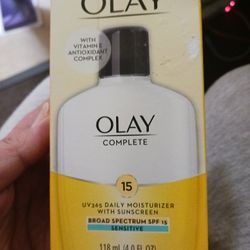 OLAY
WITH
VITAMIN E
ANTIOXIDANT
COMPLEX
OLAY
COMPLETE
15
UV365 DAILY MOISTURIZER
WITH SUNSCREEN
BROAD SPECTRUM SPF 15
SENSITIVE
118 ml (4.0 FL OZ)